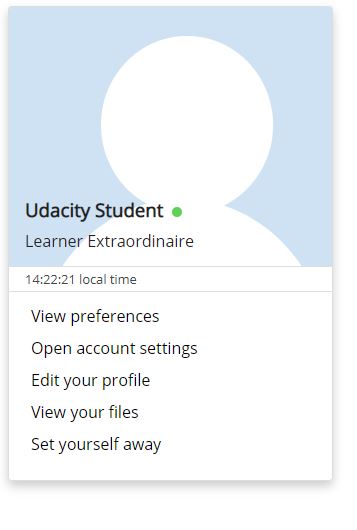 Udacity Student
Learner Extraordinaire
14:22:21 local time
View preferences
Open account settings
Edit your profile
View your files
Set yourself away